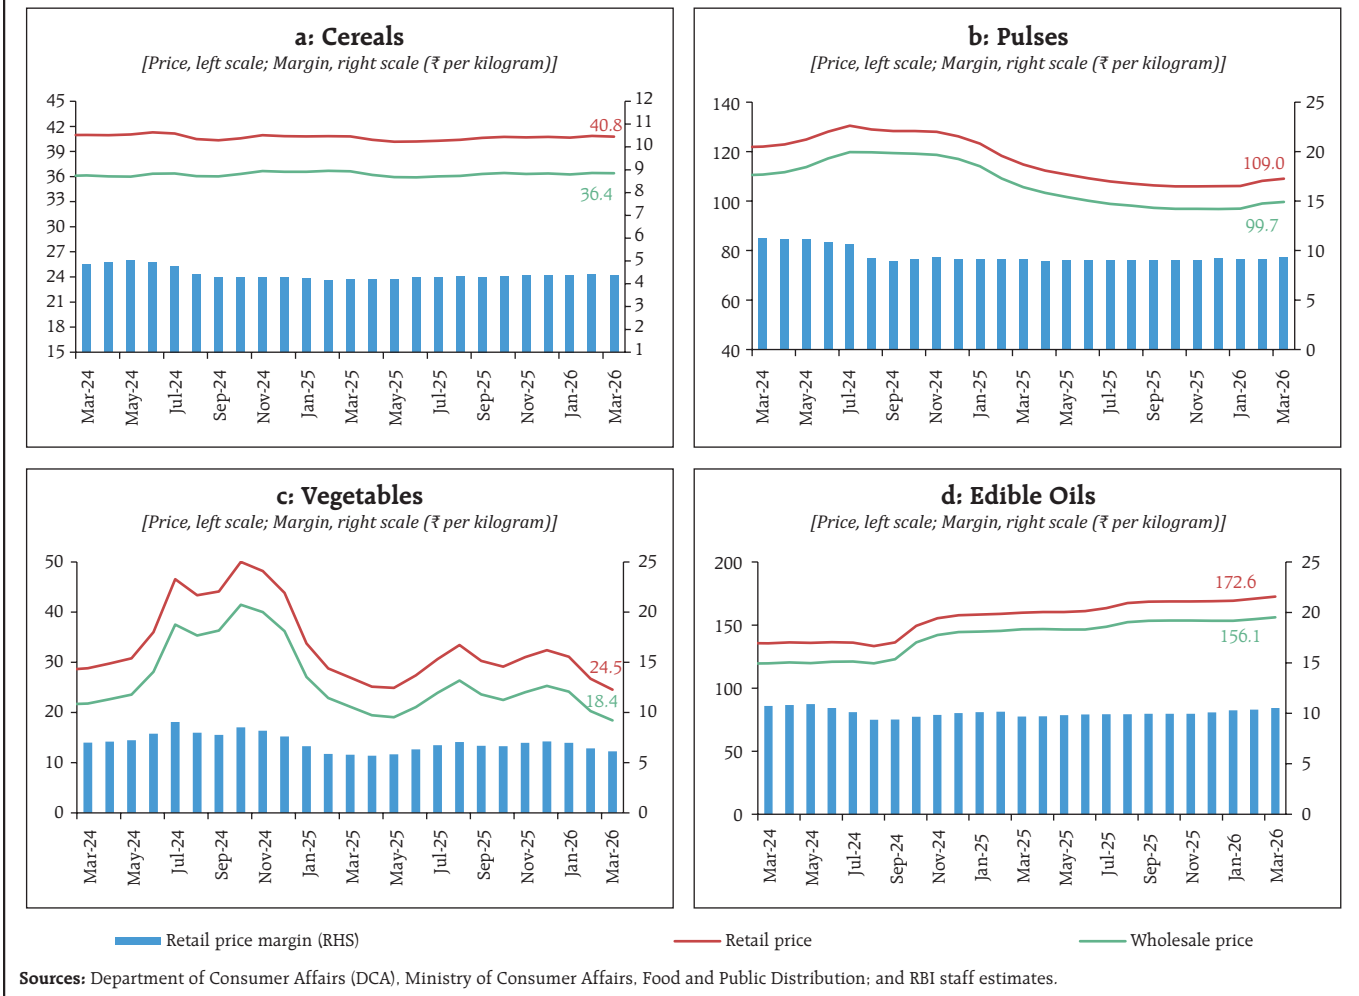 a: Cereals
[Price, left scale; Margin, right scale (₹ per kilogram)]
45
42
39
36
33
30
27
24
21
18
15
12
11
10
9
8
7
6
5
4
3
2
1
40.8
36.4
Mar-24
May-24
Jul-24
Sep-24
Nov-24
Jan-25
Mar-25
May-25
Jul-25
Sep-25
Nov-25
Jan-26
Mar-26
b: Pulses
[Price, left scale; Margin, right scale (₹ per kilogram)]
140
120
100
80
60
40
25
20
15
10
5
0
109.0
99.7
Mar-24
May-24
Jul-24
Sep-24
Nov-24
Jan-25
Mar-25
May-25
Jul-25
Sep-25
Nov-25
Jan-26
Mar-26
c: Vegetables
[Price, left scale; Margin, right scale (₹ per kilogram)]
50
40
30
20
10
0
25
20
15
10
5
0
24.5
18.4
Mar-24
May-24
Jul-24
Sep-24
Nov-24
Jan-25
Mar-25
May-25
Jul-25
Sep-25
Nov-25
Jan-26
Mar-26
d: Edible Oils
[Price, left scale; Margin, right scale (₹ per kilogram)]
200
150
100
50
0
25
20
15
10
5
0
172.6
156.1
Mar-24
May-24
Jul-24
Sep-24
Nov-24
Jan-25
Mar-25
May-25
Jul-25
Sep-25
Nov-25
Jan-26
Mar-26
Retail price margin (RHS)
Retail price
Wholesale price
Sources: Department of Consumer Affairs (DCA), Ministry of Consumer Affairs, Food and Public Distribution; and RBI staff estimates.